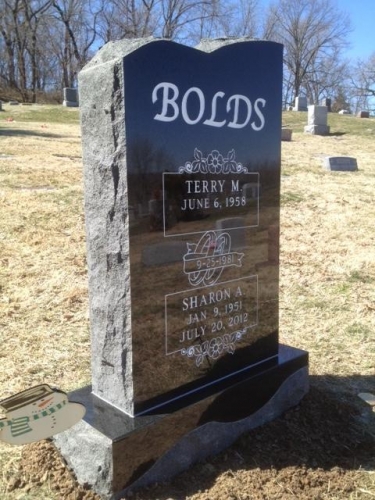 BOLDS
TERRY M.
JUNE 6, 1958
9-25-1981
SHARON A.
JAN 9, 1951
JULY 20, 2012